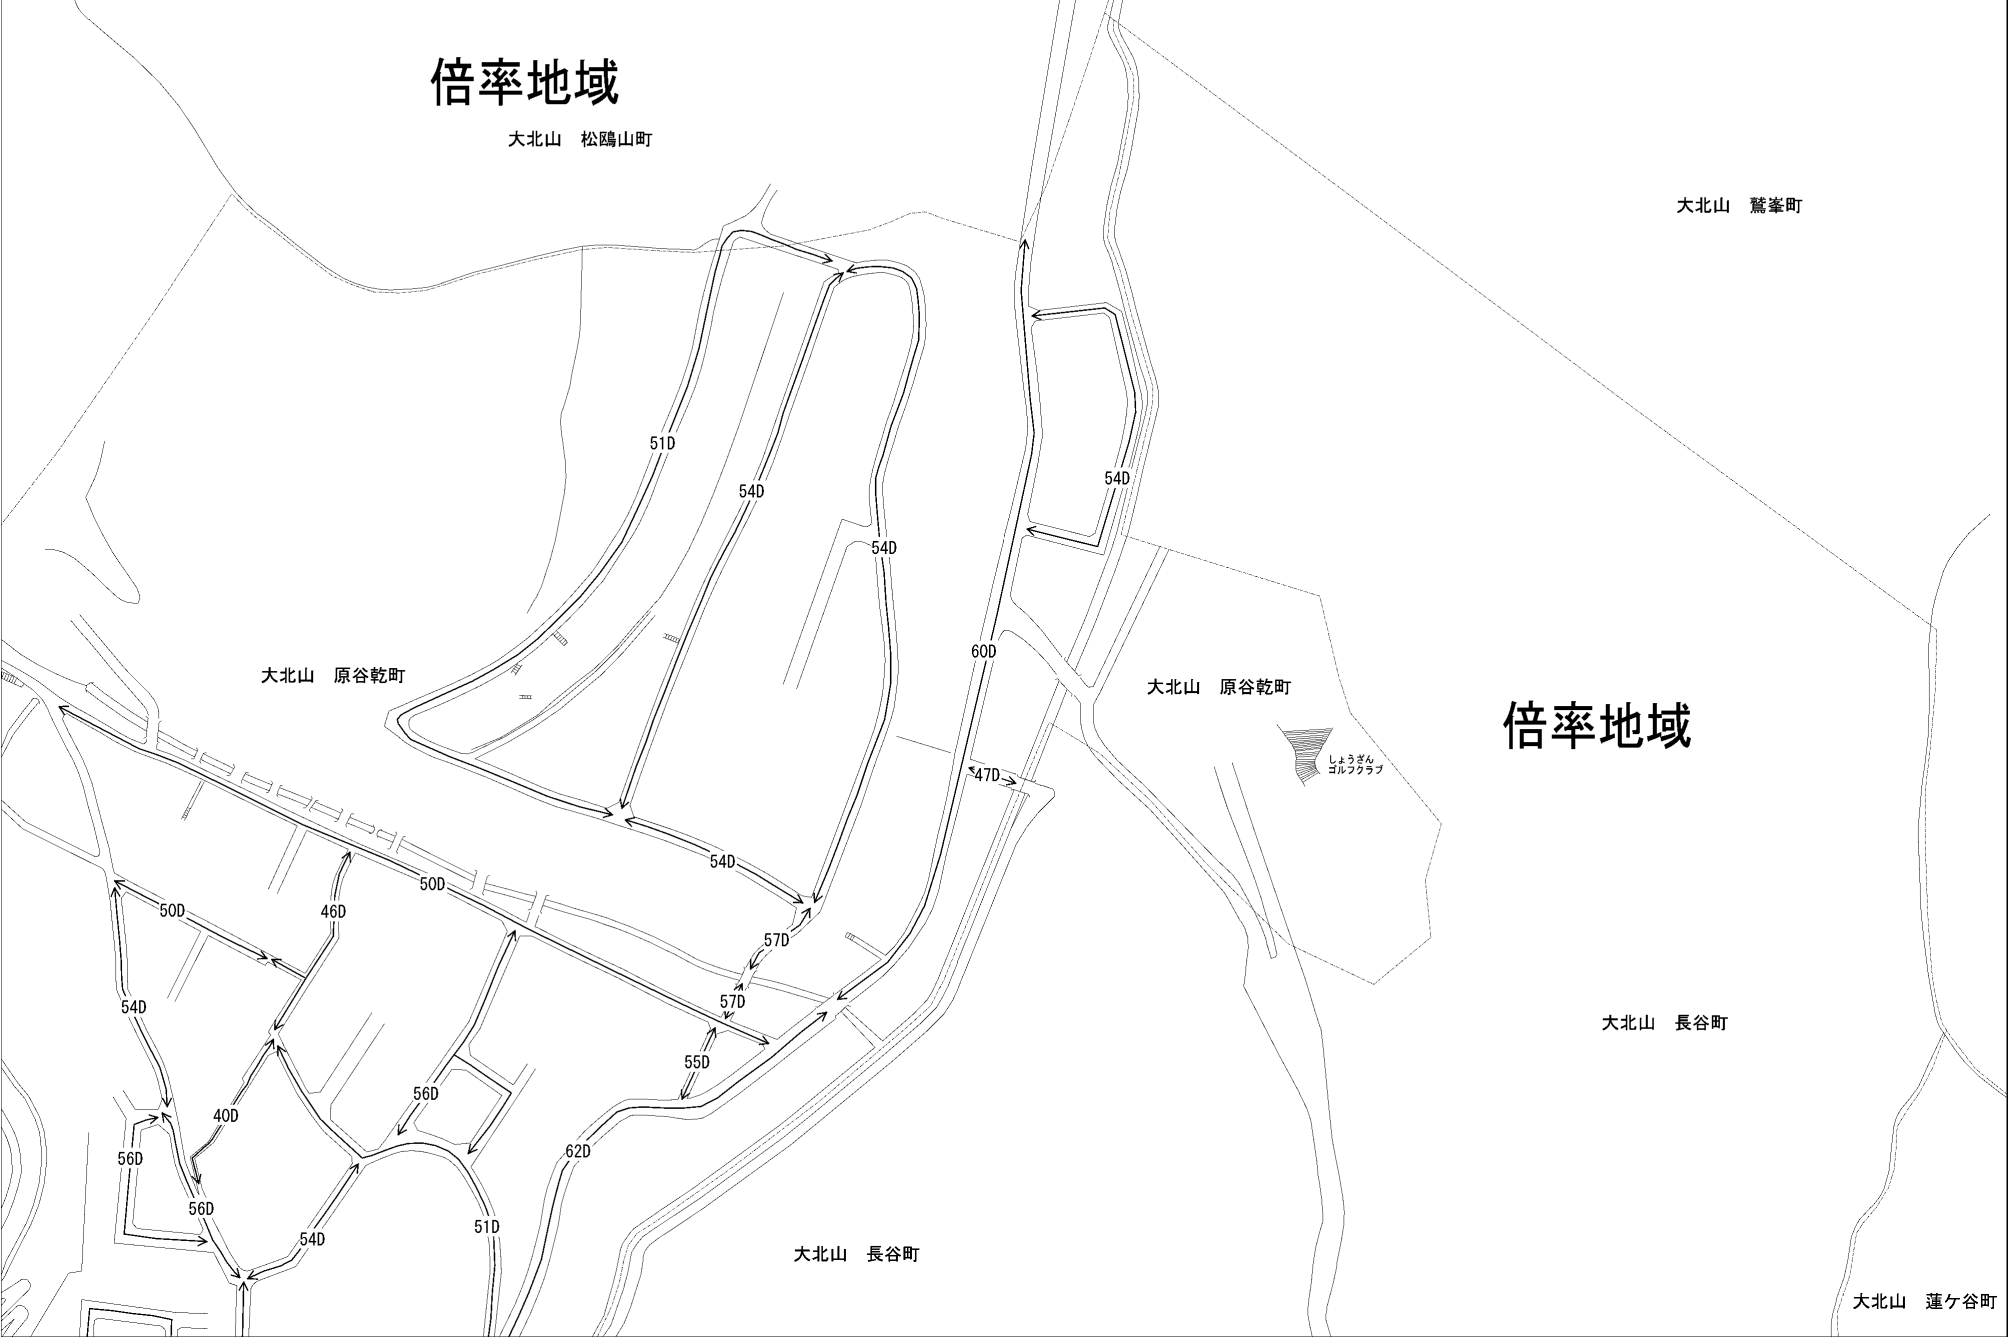 倍率地域
大北山　松鴎山町
大北山　鷲峯町
51D
54D
54D
54D
60D
大北山　原谷乾町
大北山　原谷乾町
倍率地域
しょうざん
ゴルフクラブ
47D
54D
50D
50D
46D
57D
57D
54D
大北山　長谷町
55D
56D
40D
62D
56D
56D
51D
54D
大北山　長谷町
大北山　蓮ケ谷町